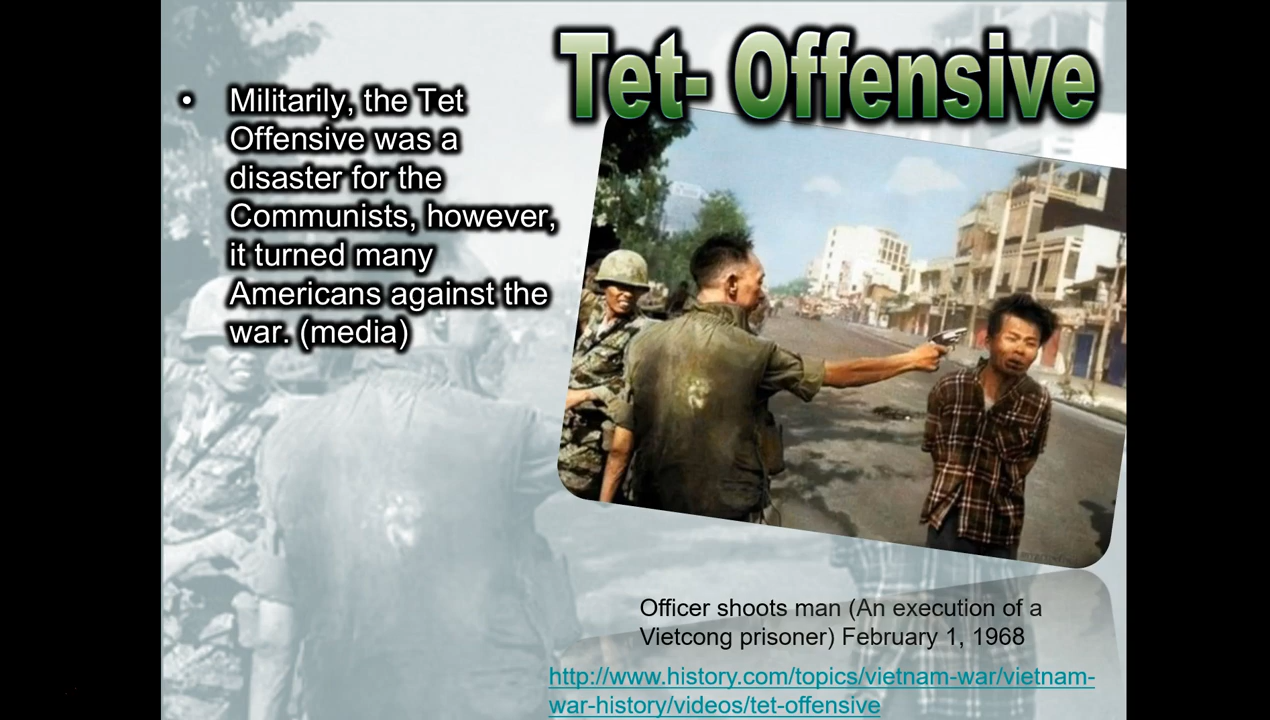 Tet- Offensive
• Militarily, the Tet
Offensive was a
disaster for the
Communists, however,
it turned many
Americans against the
war. (media)
Officer shoots man (An execution of a
Vietcong prisoner) February 1, 1968
http://www.history.com/topics/vietnam-war/vietnam-
war-history/videos/tet-offensive